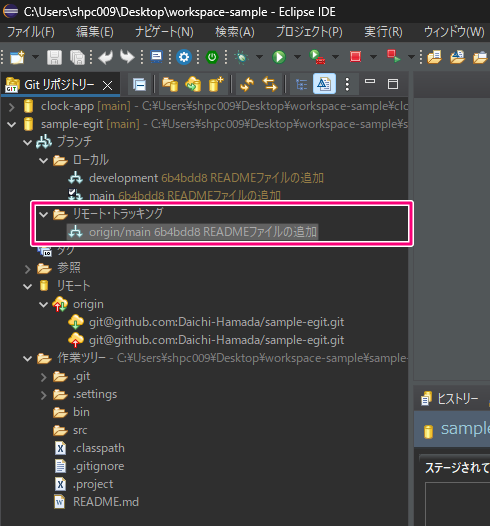 C:\Users\shpc009\Desktop\workspace-sample - Eclipse IDE
ファイル(F) 編集(E) ナビゲート(N) 検索(A) プロジェクト(P) 実行(R) ウィンドウ(W)
Git リポジトリー
clock-app [main] - C:¥Users¥shpc009¥Desktop¥workspace-sample¥clo
sample-egit [main] - C:¥Users¥shpc009¥Desktop¥workspace-sample¥s
ブランチ
ローカル
development 6b4bdd8 READMEファイルの追加
main 6b4bdd8 READMEファイルの追加
リモート・トラッキング
origin/main 6b4bdd8 READMEファイルの追加
タグ
参照
リモート
origin
git@github.com:Daichi-Hamada/sample-egit.git
git@github.com:Daichi-Hamada/sample-egit.git
作業ツリー - C:¥Users¥shpc009¥Desktop¥workspace-sample¥sample-
.git
.settings
bin
src
.classpath
.gitignore
.project
README.md
ヒストリー
sample
ステージされて